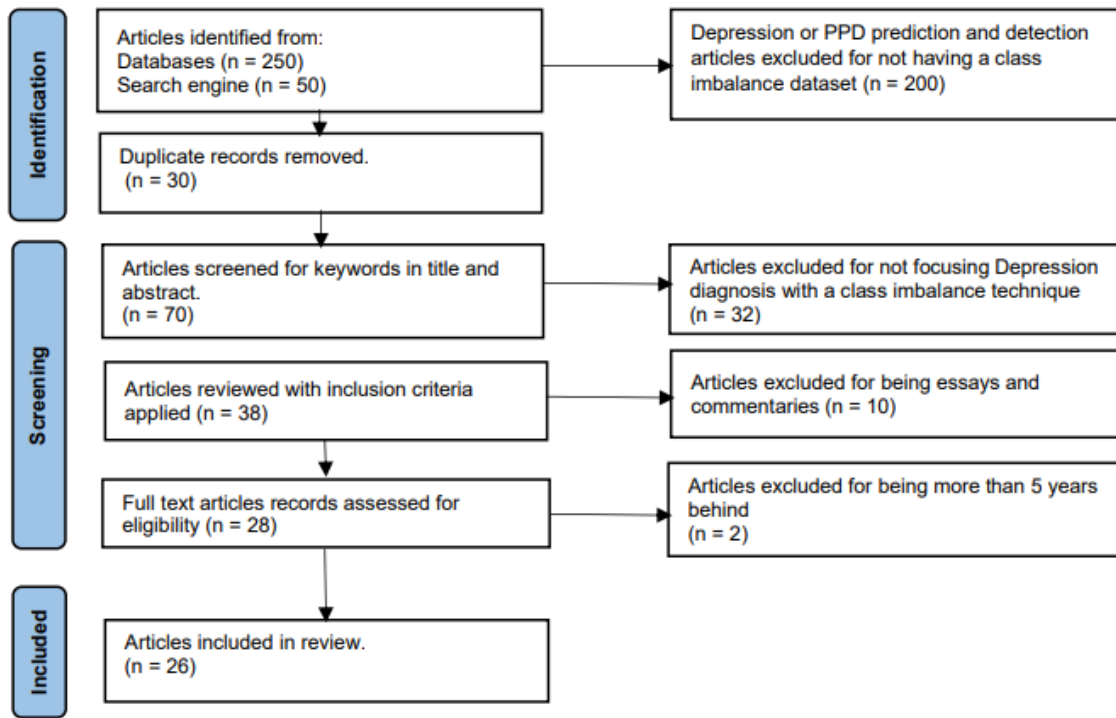 Identification
Articles identified from:
Databases (n = 250)
Search engine (n = 50)
Depression or PPD prediction and detection
articles excluded for not having a class
imbalance dataset (n = 200)
Duplicate records removed.
(n = 30)
Screening
Articles screened for keywords in title and
abstract.
(n = 70)
Articles excluded for not focusing Depression
diagnosis with a class imbalance technique
(n = 32)
Articles reviewed with inclusion criteria
applied (n = 38)
Articles excluded for being essays and
commentaries (n = 10)
Full text articles records assessed for
eligibility (n = 28)
Articles excluded for being more than 5 years
behind
(n = 2)
Included
Articles included in review.
(n = 26)